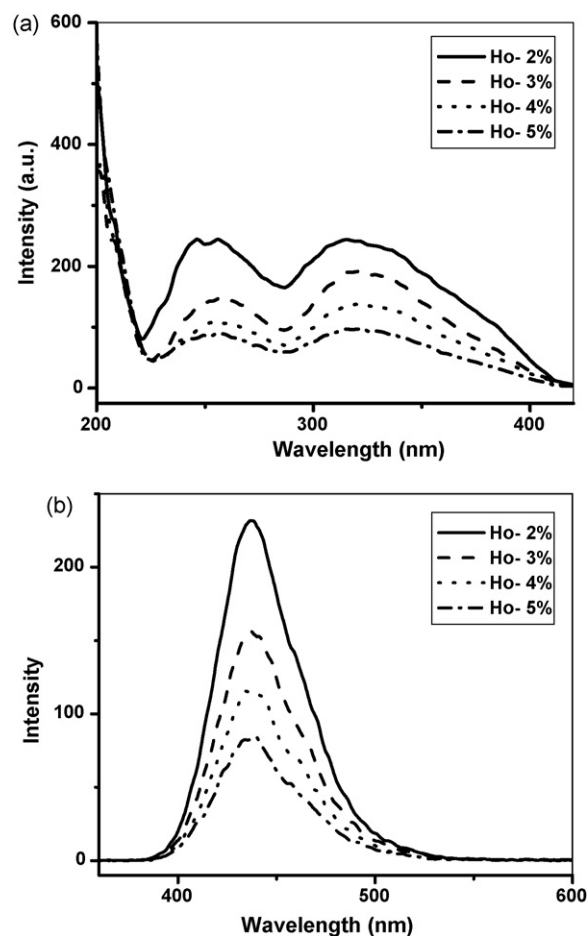 (a)
600
400
200
0
Intensity (a.u.)
Ho- 2%
Ho- 3%
Ho- 4%
Ho- 5%
200
300
400
Wavelength (nm)
(b)
200
100
0
Intensity
Ho- 2%
Ho- 3%
Ho- 4%
Ho- 5%
400
500
600
Wavelength (nm)